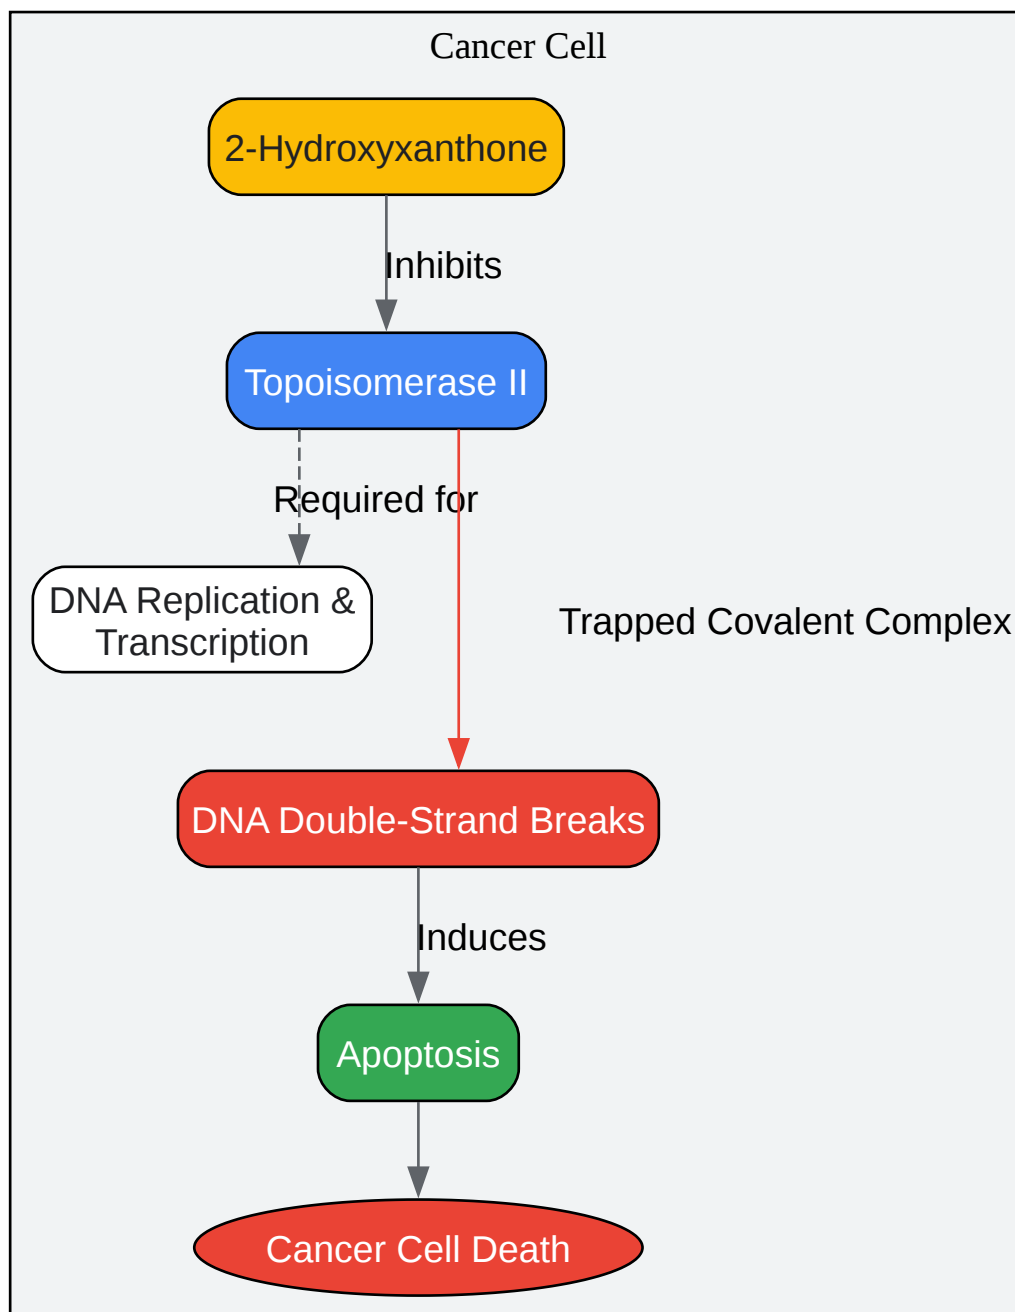 Cancer Cell
2-Hydroxyxanthone
Inhibits
Topoisomerase II
Required for
DNA Replication &
Transcription
Trapped Covalent Complex
DNA Double-Strand Breaks
Induces
Apoptosis
Cancer Cell Death